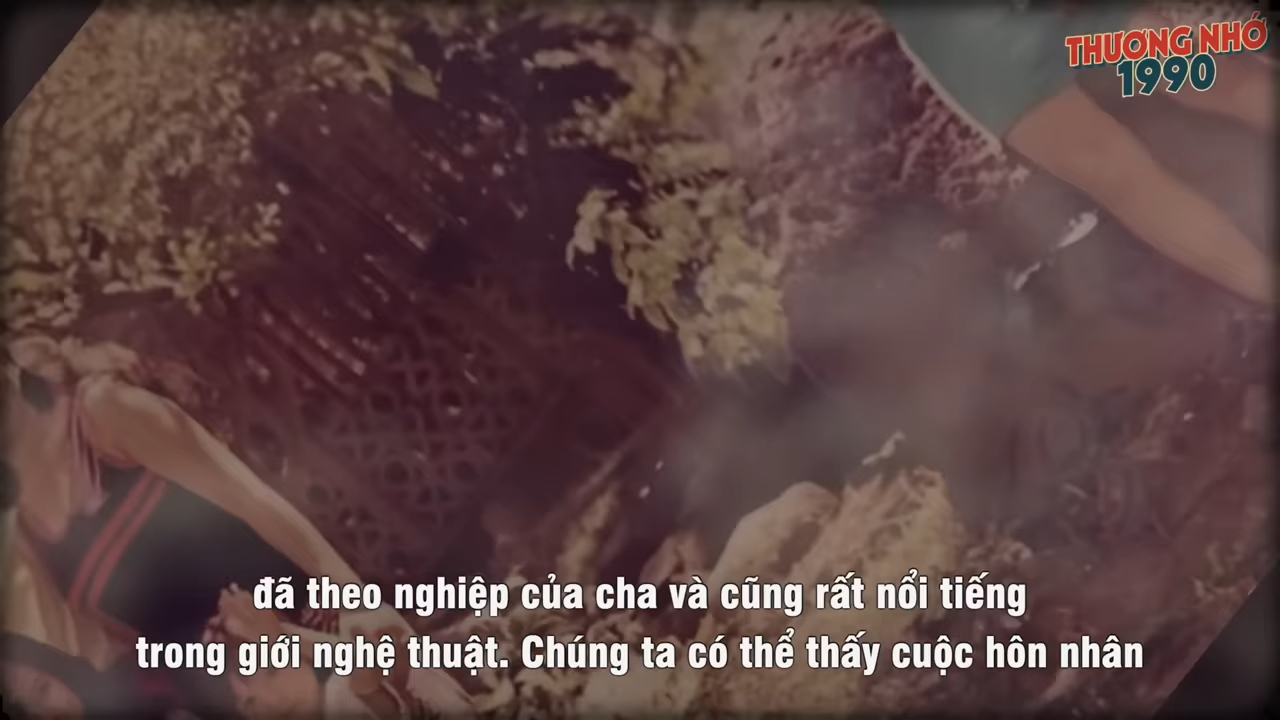 THƯƠNG NHỚ
1990
đã theo nghiệp của cha và cũng rất nổi tiếng
trong giới nghệ thuật. Chúng ta có thể thấy cuộc hôn nhân